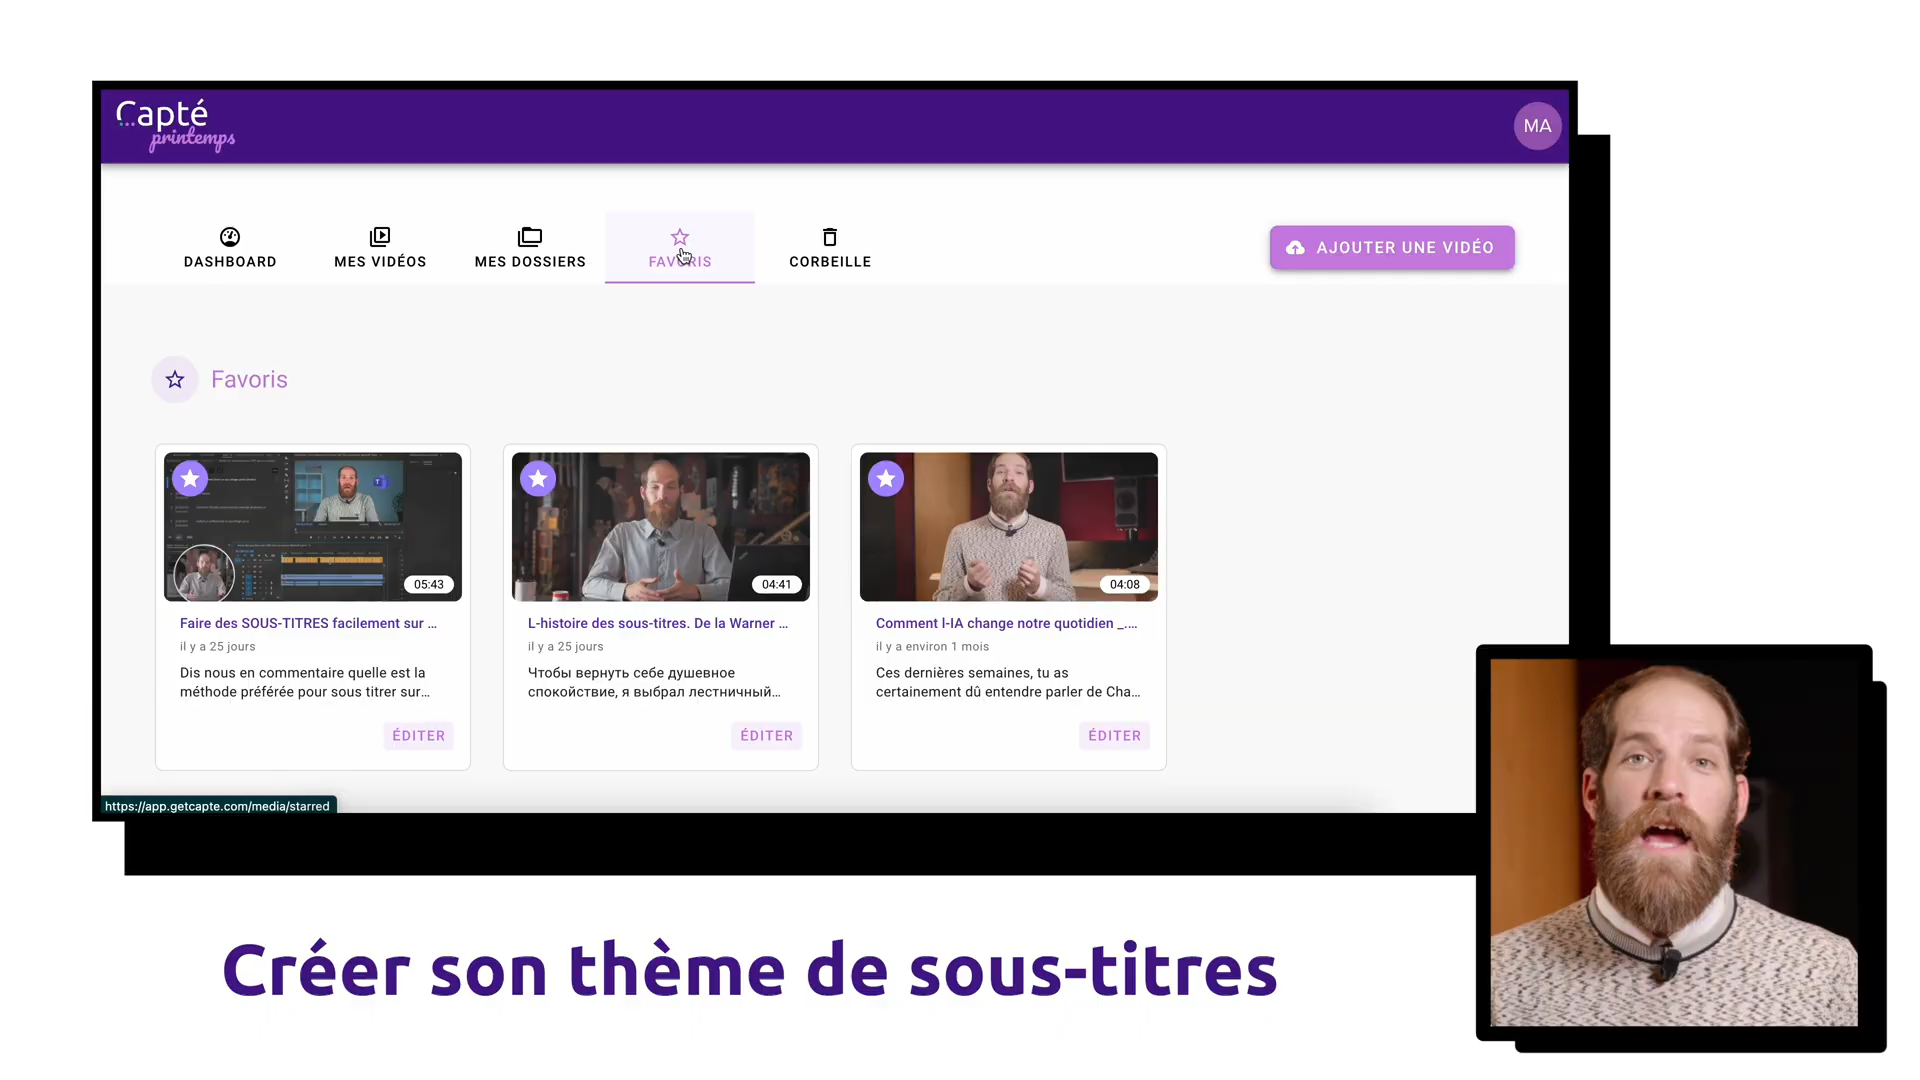 Capté
printemps
MA
DASHBOARD
MES VIDÉOS
MES DOSSIERS
FAVORIS
CORBEILLE
AJOUTER UNE VIDÉO
Favoris
05:43
Faire des SOUS-TITRES facilement sur ...
il y a 25 jours
Dis nous en commentaire quelle est la
méthode préférée pour sous titrer sur...
ÉDITER
04:41
L-histoire des sous-titres. De la Warner ...
il y a 25 jours
Чтобы вернуть себе душевное
спокойствие, я выбрал лестничный...
ÉDITER
04:08
Comment l-IA change notre quotidien _....
il y a environ 1 mois
Ces dernières semaines, tu as
certainement dû entendre parler de Cha...
ÉDITER
https://app.getcapte.com/media/starred
Créer son thème de sous-titres